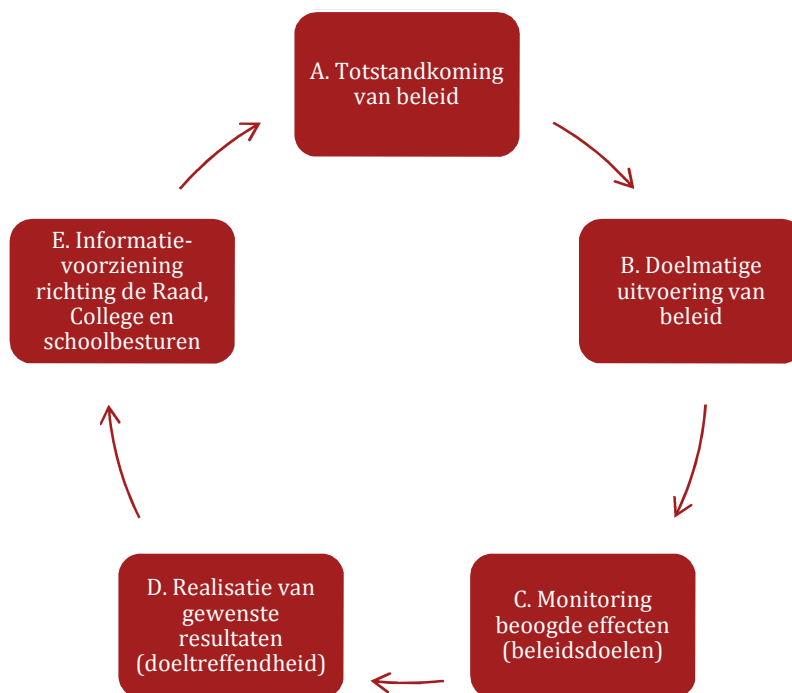 A. Totstandkoming
van beleid
B. Doelmatige
uitvoering van
beleid
C. Monitoring
beoogde effecten
(beleidsdoelen)
D. Realisatie van
gewenste
resultaten
(doeltreffendheid)
E. Informatie-
voorziening
richting de Raad,
College en
schoolbesturen